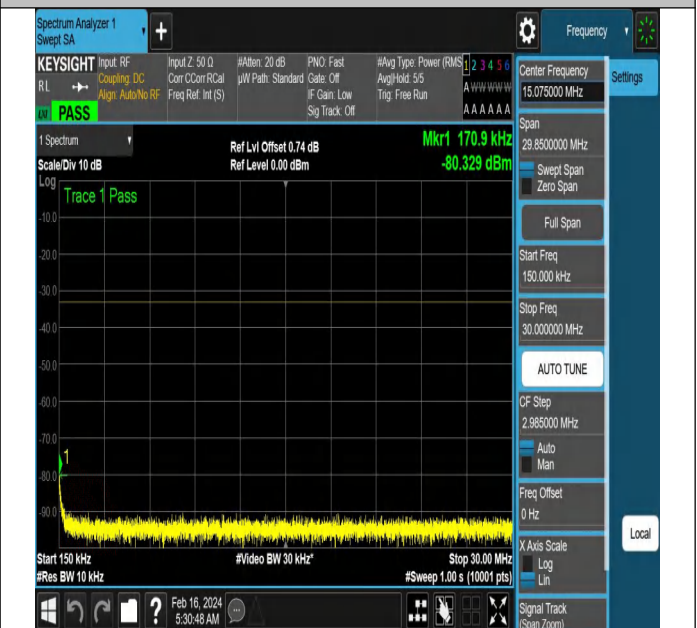 Spectrum Analyzer 1
Swept SA
+
Frequency
KEYSIGHT
Input: RF
Coupling: DC
Align: Auto/No RF
Input Z: 50 Ω
Corr CCorr RCal
Freq Ref: Int (S)
#Atten: 20 dB
µW Path: Standard
PNO: Fast
Gate: Off
IF Gain: Low
Sig Track: Off
#Avg Type: Power (RMS
Avg|Hold: 5/5
Trig: Free Run
1 2 3 4 5 6
A W W W W W
A A A A A A
RL
PASS
1 Spectrum
Scale/Div 10 dB
Ref Lvl Offset 0.74 dB
Ref Level 0.00 dBm
Mkr1 170.9 kHz
-80.329 dBm
Log
Trace 1 Pass
-10.0
-20.0
-30.0
-40.0
-50.0
-60.0
-70.0
-80.0
-90.0
1
Start 150 kHz
#Res BW 10 kHz
#Video BW 30 kHz*
Stop 30.00 MHz
#Sweep 1.00 s (10001 pts)
Feb 16, 2024
5:30:48 AM
Center Frequency
15.075000 MHz
Settings
Span
29.8500000 MHz
Swept Span
Zero Span
Full Span
Start Freq
150.000 kHz
Stop Freq
30.000000 MHz
AUTO TUNE
CF Step
2.985000 MHz
Auto
Man
Freq Offset
0 Hz
Local
X Axis Scale
Log
Lin
Signal Track
(Span Zoom)